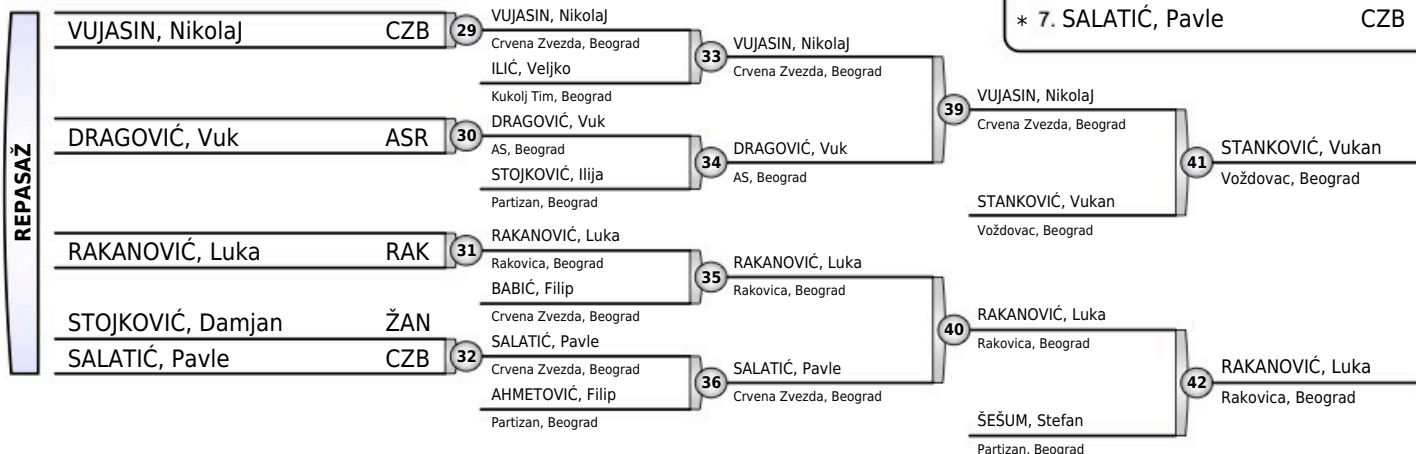 REPASAŽ
VUJASIN, NikolaJ CZB
DRAGOVIĆ, Vuk ASR
RAKANOVIĆ, Luka RAK
STOJKOVIĆ, Damjan ŽAN
SALATIĆ, Pavle CZB
29
VUJASIN, NikolaJ
Crvena Zvezda, Beograd
ILIĆ, Veljko
Kukolj Tim, Beograd
30
DRAGOVIĆ, Vuk
AS, Beograd
STOJKOVIĆ, Ilija
Partizan, Beograd
31
RAKANOVIĆ, Luka
Rakovica, Beograd
BABIĆ, Filip
Crvena Zvezda, Beograd
32
SALATIĆ, Pavle
Crvena Zvezda, Beograd
AHMETOVIĆ, Filip
Partizan, Beograd
33
VUJASIN, NikolaJ
Crvena Zvezda, Beograd
34
DRAGOVIĆ, Vuk
AS, Beograd
35
RAKANOVIĆ, Luka
Rakovica, Beograd
36
SALATIĆ, Pavle
Crvena Zvezda, Beograd
39
VUJASIN, NikolaJ
Crvena Zvezda, Beograd
STANKOVIĆ, Vukan
Voždovac, Beograd
40
RAKANOVIĆ, Luka
Rakovica, Beograd
ŠEŠUM, Stefan
Partizan, Beograd
41
STANKOVIĆ, Vukan
Voždovac, Beograd
42
RAKANOVIĆ, Luka
Rakovica, Beograd
* 7. SALATIĆ, Pavle CZB